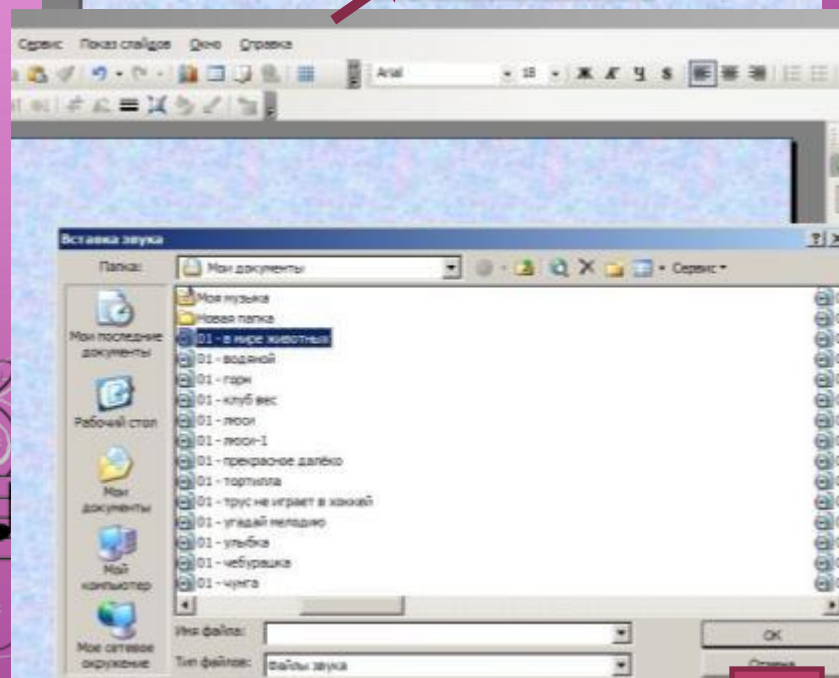 Сервис Показ слайдов Окно Справка
Arial 18 Ж К Ч S
Вставка звука
Папка: Мои документы Сервис
Мои последние документы
Рабочий стол
Мои документы
Мой компьютер
Мое сетевое окружение
Моя музыка
Новая папка
01 - в мире животных
01 - водяной
01 - горн
01 - клуб вес
01 - люси
01 - люси-1
01 - прекрасное далёко
01 - тортилла
01 - трус не играет в хоккей
01 - угадай мелодию
01 - улыбка
01 - чебурашка
01 - чунга
Имя файла:
OK
Тип файлов: Файлы звука
Отмена